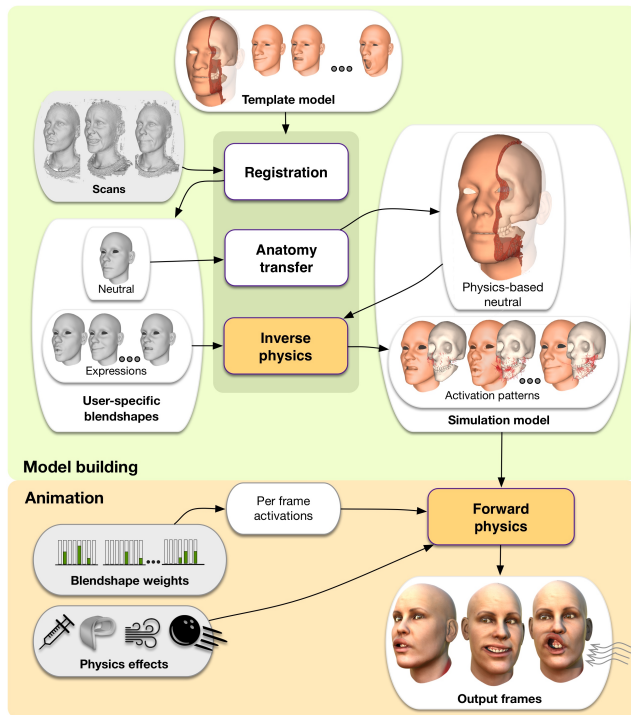 Template model
Scans
Registration
Anatomy
transfer
Neutral
Physics-based
neutral
Inverse
physics
Expressions
User-specific
blendshapes
Activation patterns
Simulation model
Model building
Animation
Per frame
activations
Forward
physics
Blendshape weights
Physics effects
Output frames